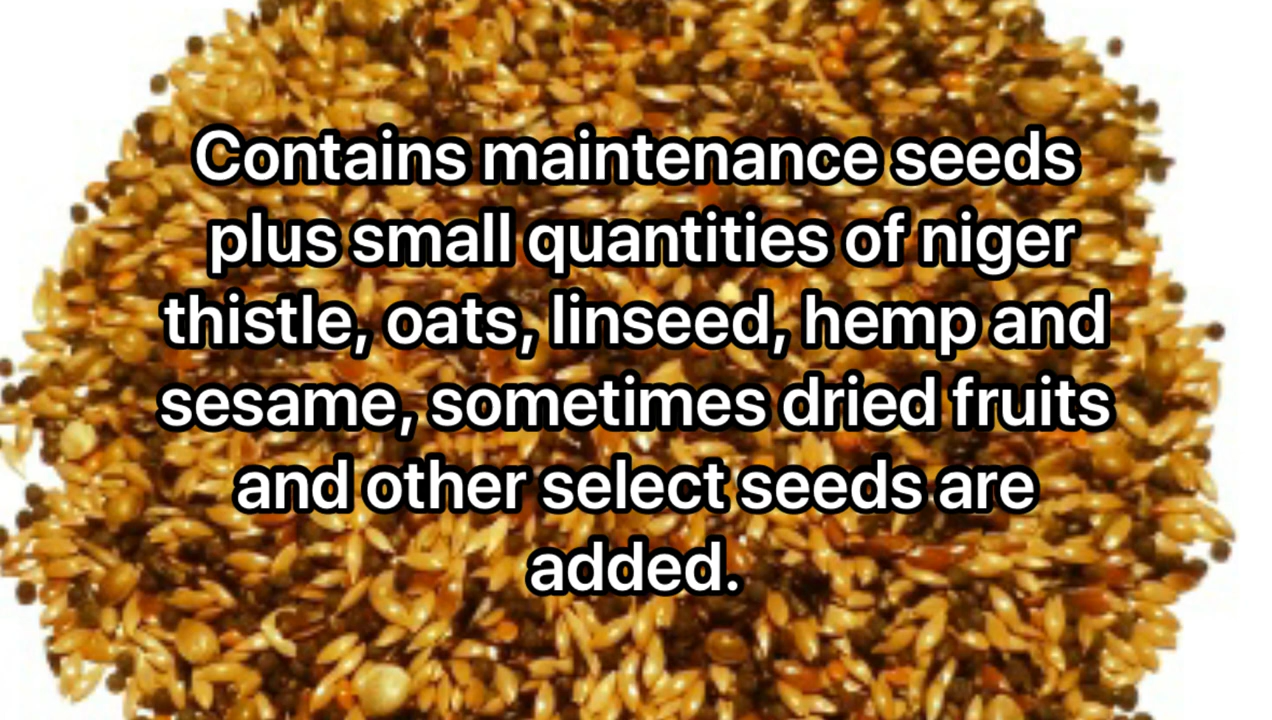 Contains maintenance seeds
plus small quantities of niger
thistle, oats, linseed, hemp and
sesame, sometimes dried fruits
and other select seeds are
added.